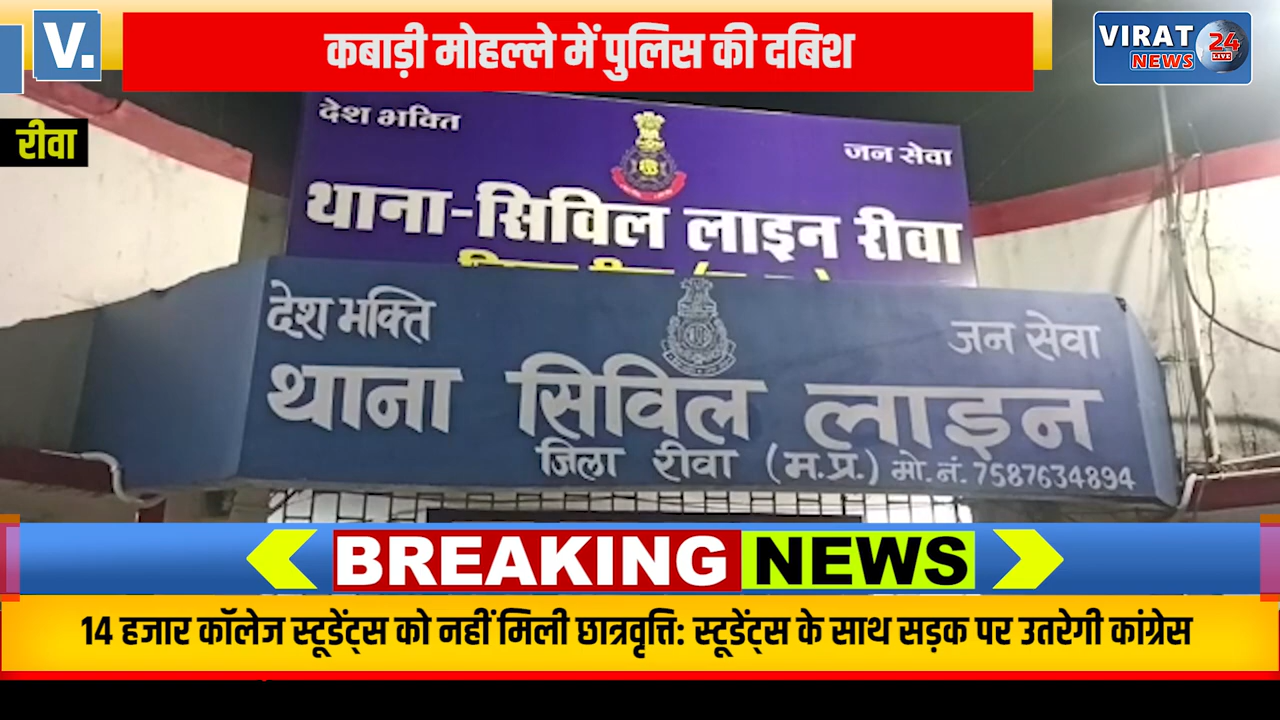 V.
कबाड़ी मोहल्ले में पुलिस की दबिश
VIRAT
NEWS
24
LIVE
रीवा
देश भक्ति
जन सेवा
थाना-सिविल लाइन रीवा
देश भक्ति
जन सेवा
थाना सिविल लाइन
जिला रीवा (म.प्र.) मो.नं. 7587634894
BREAKING NEWS
14 हजार कॉलेज स्टूडेंट्स को नहीं मिली छात्रवृत्ति: स्टूडेंट्स के साथ सड़क पर उतरेगी कांग्रेस